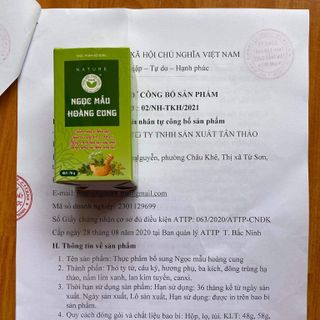 XÃ HỘI CHỦ NGHĨA VIỆT NAM
lập - Tự do - Hạnh phúc
CÔNG BỐ SẢN PHẨM
: 02/NH-TKH/2021
NATURE
NGỌC MẪU
HOÀNG CUNG
nhân tự công bố sản phẩm
TY TNHH SẢN XUẤT TÂN THẢO
nguyễn, phường Châu Khê, Thị xã Từ Sơn,
E-mail:
Mã số doanh nghiệp: 2301129699
Số Giấy chứng nhận cơ sở đủ điều kiện ATTP: 063/2020/ATTP-CNĐK
Cấp ngày 28 tháng 08 năm 2020 tại Ban quản lý ATTP T. Bắc Ninh
II. Thông tin về sản phẩm
1. Tên sản phẩm: Thực phẩm bổ sung Ngọc mẫu hoàng cung
2. Thành phần: Thỏ ty tử, câu kỷ, hương phụ, ba kích, đông trùng hạ
thảo, nấm lim xanh, lan kim tuyến, canxi.
3. Thời hạn sử dụng sản phẩm: Hạn sử dụng: 36 tháng kể từ ngày sản
xuất. Ngày sản xuất, Lô sản xuất, Hạn sử dụng: được in trên bao bì
sản phẩm.
4. Quy cách đóng gói và chất liệu bao bì: Hộp, lọ, túi. KLT: 48g, 58g,